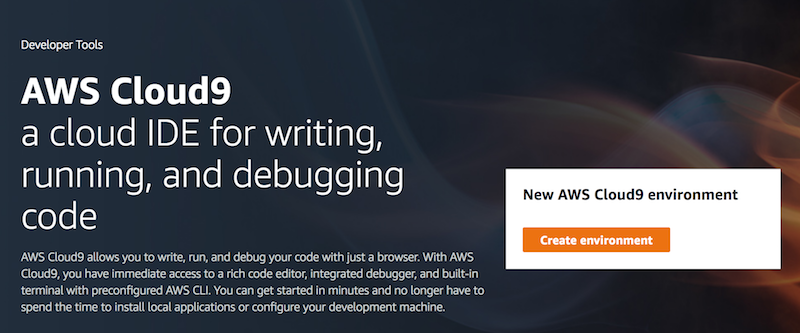 Developer Tools
AWS Cloud9
a cloud IDE for writing,
running, and debugging
code
AWS Cloud9 allows you to write, run, and debug your code with just a browser. With AWS
Cloud9, you have immediate access to a rich code editor, integrated debugger, and built-in
terminal with preconfigured AWS CLI. You can get started in minutes and no longer have to
spend the time to install local applications or configure your development machine.
New AWS Cloud9 environment
Create environment